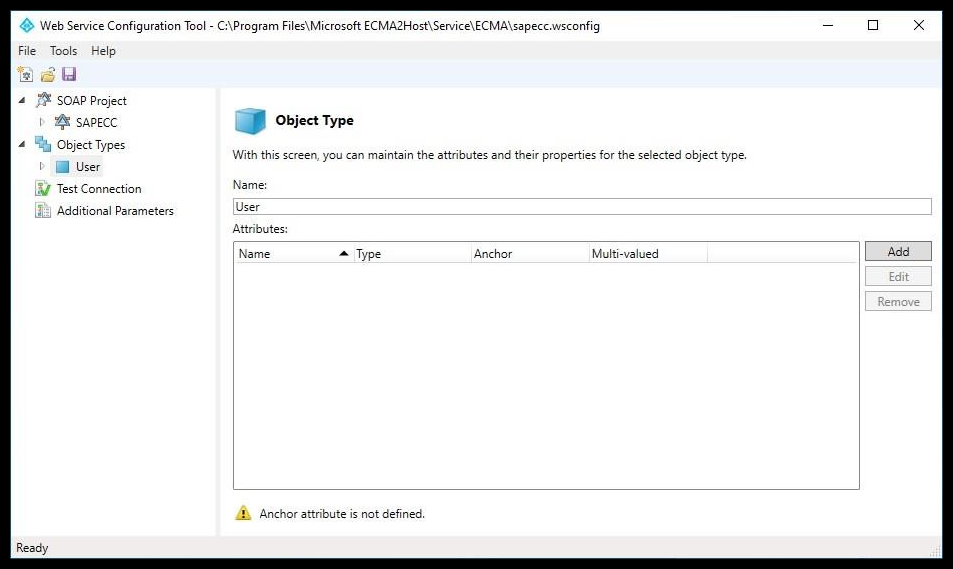 Web Service Configuration Tool - C:\Program Files\Microsoft ECMA2Host\Service\ECMA\sapecc.wsconfig
File Tools Help
SOAP Project
SAPECC
Object Types
User
Test Connection
Additional Parameters
Object Type
With this screen, you can maintain the attributes and their properties for the selected object type.
Name:
User
Attributes:
Name Type Anchor Multi-valued
Add
Edit
Remove
Anchor attribute is not defined.
Ready